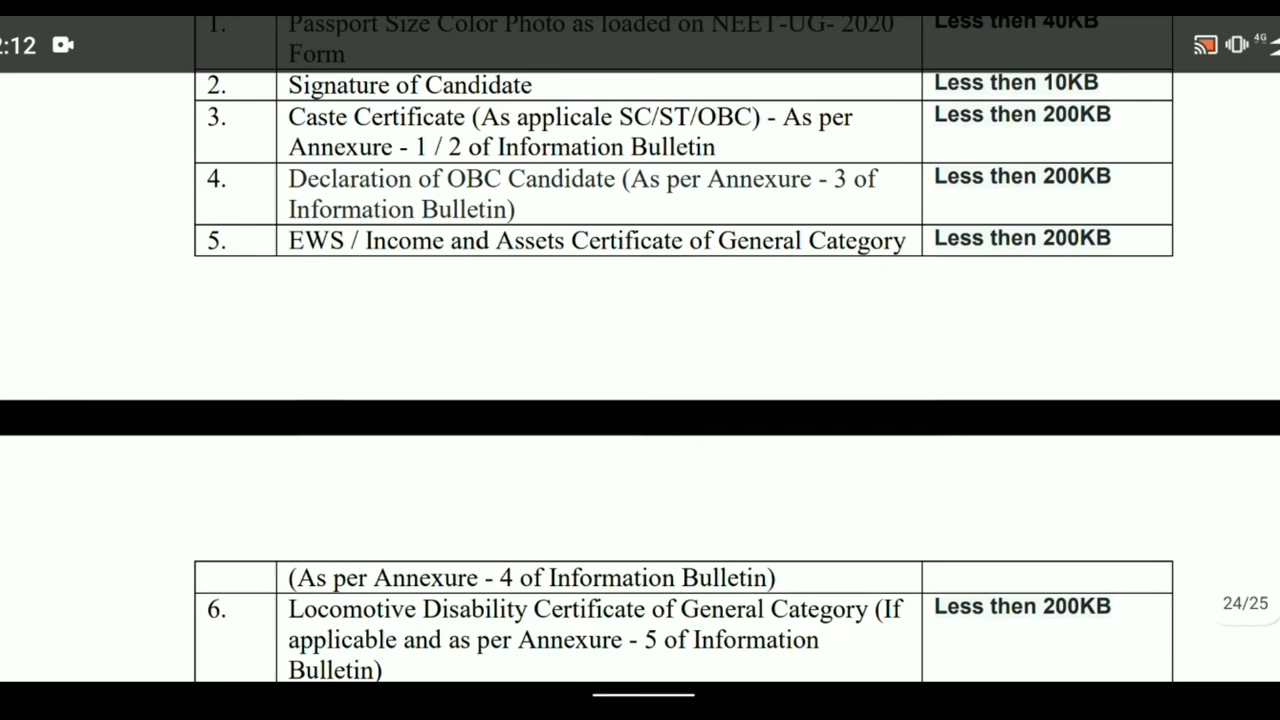 1. Passport Size Color Photo as loaded on NEET-UG- 2020 Less then 40KB
Form
2:12 4G
2. Signature of Candidate Less then 10KB
3. Caste Certificate (As applicale SC/ST/OBC) - As per Less then 200KB
Annexure - 1 / 2 of Information Bulletin
4. Declaration of OBC Candidate (As per Annexure - 3 of Less then 200KB
Information Bulletin)
5. EWS / Income and Assets Certificate of General Category Less then 200KB
(As per Annexure - 4 of Information Bulletin)
6. Locomotive Disability Certificate of General Category (If Less then 200KB
24/25
applicable and as per Annexure - 5 of Information
Bulletin)